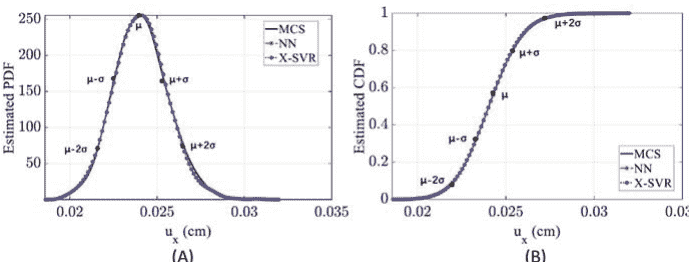 250
200
150
100
50
Estimated PDF
μ
μ-σ
μ+σ
μ-2σ
μ+2σ
MCS
NN
X-SVR
0.02
0.025
0.03
0.035
u_x (cm)
(A)
1
0.8
0.6
0.4
0.2
0
Estimated CDF
μ+2σ
μ+σ
μ
μ-σ
μ-2σ
MCS
NN
X-SVR
0.02
0.025
0.03
0.035
u_x (cm)
(B)